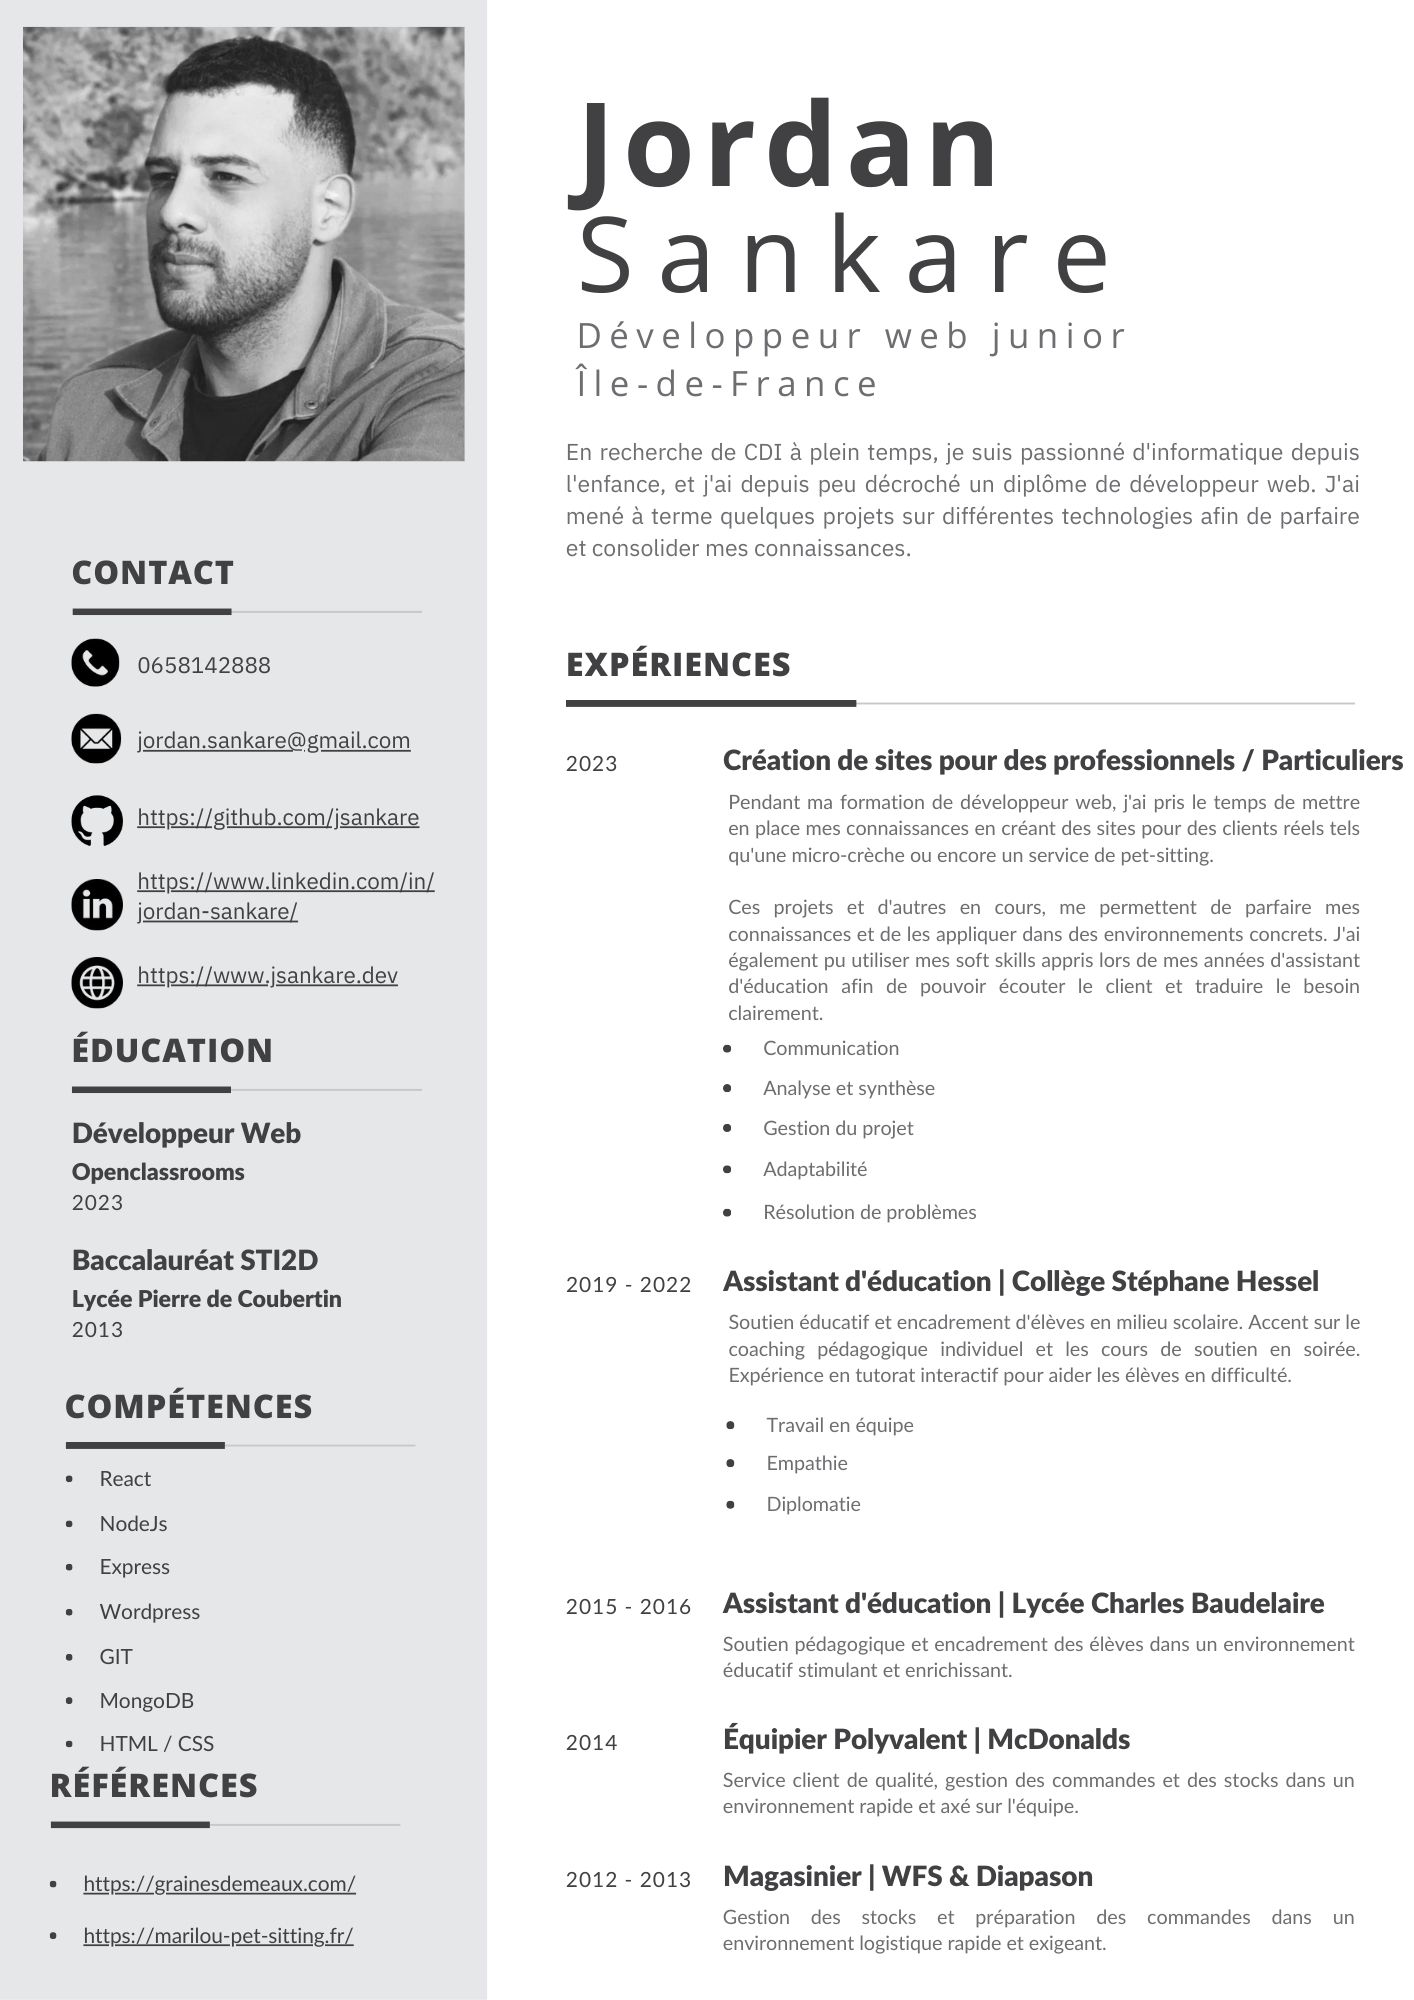 Jordan
Sankare
Développeur web junior
Île-de-France
En recherche de CDI à plein temps, je suis passionné d'informatique depuis
l'enfance, et j'ai depuis peu décroché un diplôme de développeur web. J'ai
mené à terme quelques projets sur différentes technologies afin de parfaire
et consolider mes connaissances.
CONTACT
0658142888
jordan.sankare@gmail.com
https://github.com/jsankare
in
https://www.linkedin.com/in/
jordan-sankare/
https://www.jsankare.dev
ÉDUCATION
Développeur Web
Openclassrooms
2023
Baccalauréat STI2D
Lycée Pierre de Coubertin
2013
COMPÉTENCES
• React
• NodeJs
• Express
• Wordpress
• GIT
• MongoDB
• HTML / CSS
RÉFÉRENCES
• https://grainesdemeaux.com/
• https://marilou-pet-sitting.fr/
EXPÉRIENCES
2023 Création de sites pour des professionnels / Particuliers
Pendant ma formation de développeur web, j'ai pris le temps de mettre
en place mes connaissances en créant des sites pour des clients réels tels
qu'une micro-crèche ou encore un service de pet-sitting.
Ces projets et d'autres en cours, me permettent de parfaire mes
connaissances et de les appliquer dans des environnements concrets. J'ai
également pu utiliser mes soft skills appris lors de mes années d'assistant
d'éducation afin de pouvoir écouter le client et traduire le besoin
clairement.
• Communication
• Analyse et synthèse
• Gestion du projet
• Adaptabilité
• Résolution de problèmes
2019 - 2022 Assistant d'éducation | Collège Stéphane Hessel
Soutien éducatif et encadrement d'élèves en milieu scolaire. Accent sur le
coaching pédagogique individuel et les cours de soutien en soirée.
Expérience en tutorat interactif pour aider les élèves en difficulté.
• Travail en équipe
• Empathie
• Diplomatie
2015 - 2016 Assistant d'éducation | Lycée Charles Baudelaire
Soutien pédagogique et encadrement des élèves dans un environnement
éducatif stimulant et enrichissant.
2014 Équipier Polyvalent | McDonalds
Service client de qualité, gestion des commandes et des stocks dans un
environnement rapide et axé sur l'équipe.
2012 - 2013 Magasinier | WFS & Diapason
Gestion des stocks et préparation des commandes dans un
environnement logistique rapide et exigeant.